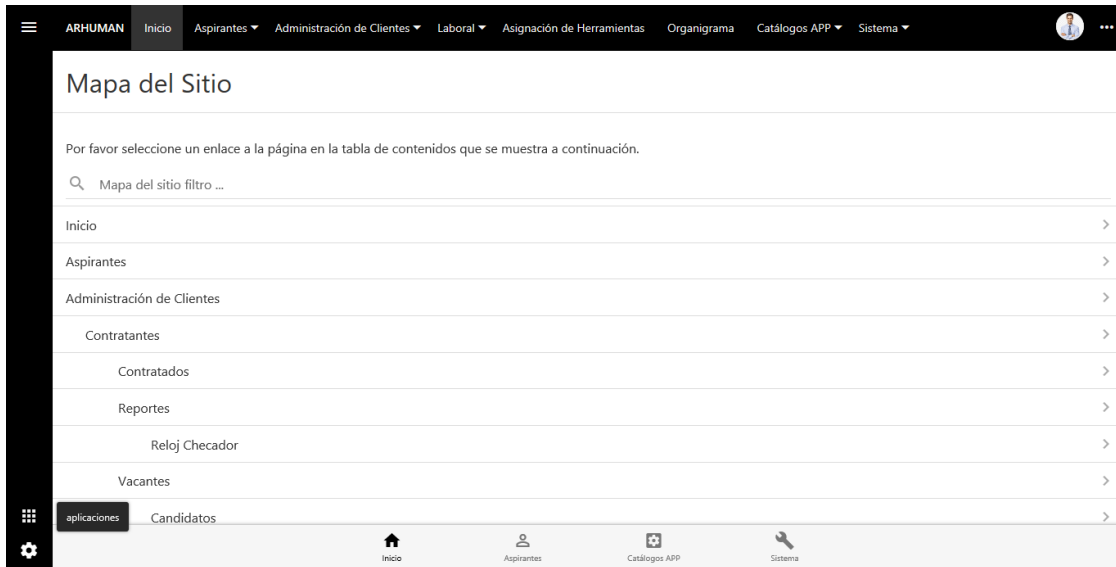 ARHUMAN Inicio Aspirantes Administración de Clientes Laboral Asignación de Herramientas Organigrama Catálogos APP Sistema
Mapa del Sitio
Por favor seleccione un enlace a la página en la tabla de contenidos que se muestra a continuación.
Mapa del sitio filtro ...
Inicio
Aspirantes
Administración de Clientes
Contratantes
Contratados
Reportes
Reloj Checador
Vacantes
aplicaciones
Candidatos
Inicio Aspirantes Catálogos APP Sistema